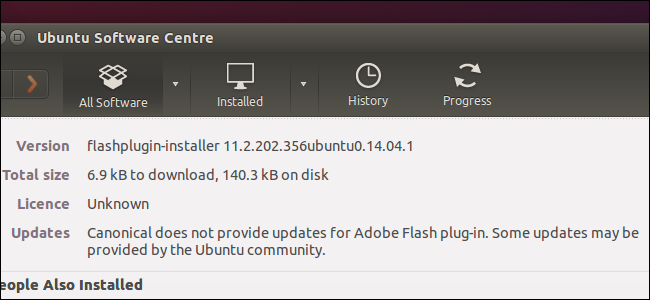 Ubuntu Software Centre
All Software
Installed
History
Progress
Version flashplugin-installer 11.2.202.356ubuntu0.14.04.1
Total size 6.9 kB to download, 140.3 kB on disk
Licence Unknown
Updates Canonical does not provide updates for Adobe Flash plug-in. Some updates may be
provided by the Ubuntu community.
eople Also Installed